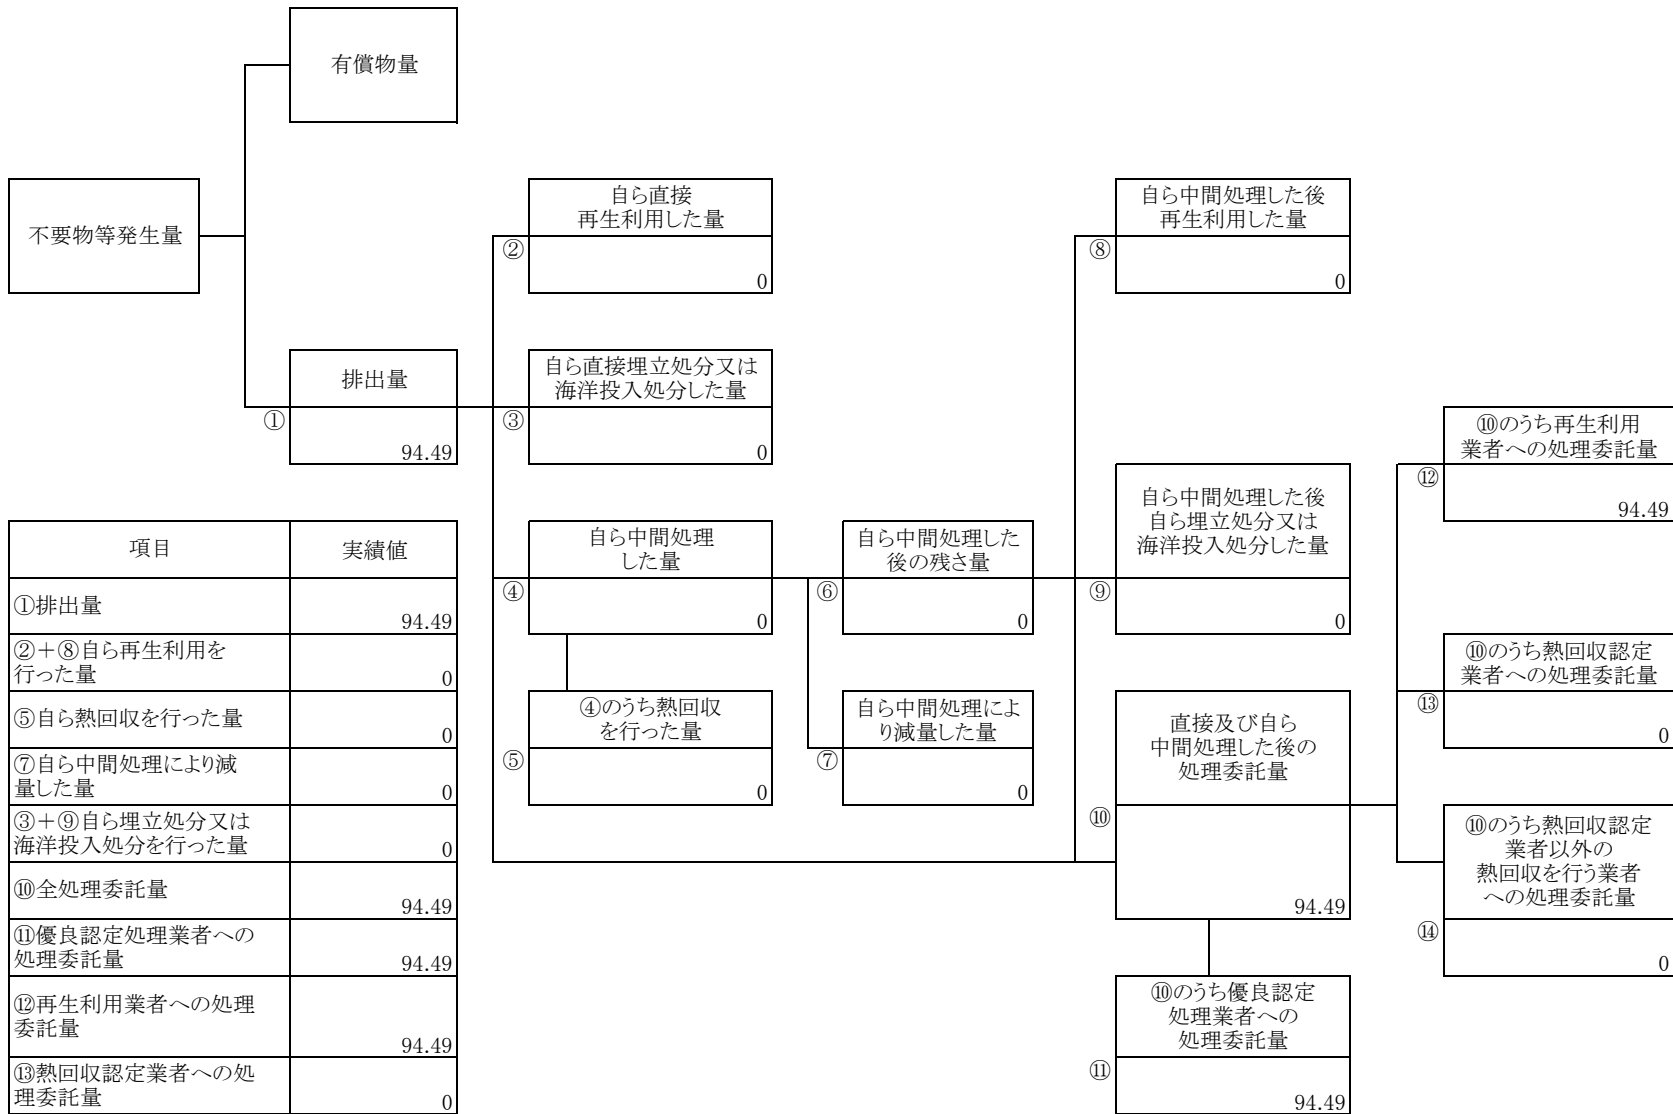 有償物量
不要物等発生量
自ら直接
再生利用した量
②
0
自ら中間処理した後
再生利用した量
⑧
0
排出量
①
94.49
自ら直接埋立処分又は
海洋投入処分した量
③
0
⑩のうち再生利用
業者への処理委託量
⑫
94.49
自ら中間処理
した量
④
0
自ら中間処理した
後の残さ量
⑥
0
自ら中間処理した後
自ら埋立処分又は
海洋投入処分した量
⑨
0
⑩のうち熱回収認定
業者への処理委託量
⑬
0
④のうち熱回収
を行った量
⑤
0
自ら中間処理によ
り減量した量
⑦
0
直接及び自ら
中間処理した後の
処理委託量
⑩
94.49
⑩のうち熱回収認定
業者以外の
熱回収を行う業者
への処理委託量
⑭
0
⑩のうち優良認定
処理業者への
処理委託量
⑪
94.49
項目 実績値
①排出量 94.49
②＋⑧自ら再生利用を
行った量 0
⑤自ら熱回収を行った量 0
⑦自ら中間処理により減
量した量 0
③＋⑨自ら埋立処分又は
海洋投入処分を行った量 0
⑩全処理委託量 94.49
⑪優良認定処理業者への
処理委託量 94.49
⑫再生利用業者への処理
委託量 94.49
⑬熱回収認定業者への処
理委託量 0